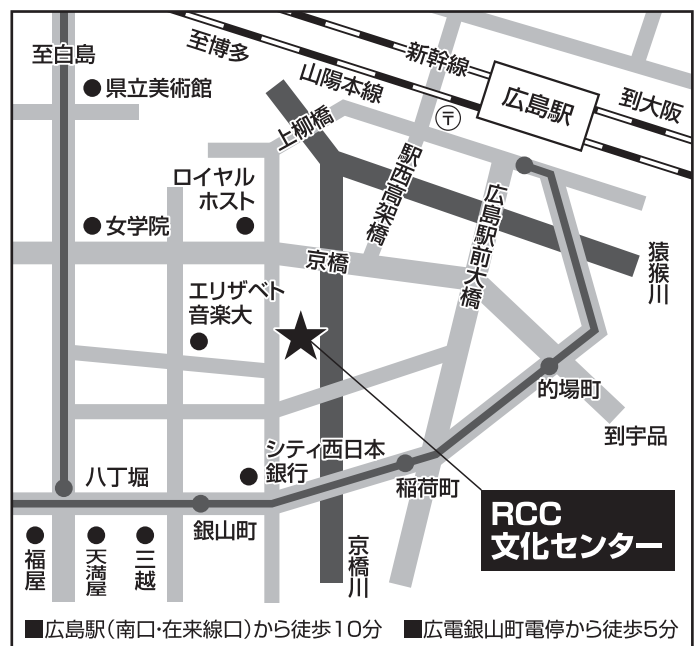 至白島
至博多
新幹線
山陽本線
広島駅
到大阪
県立美術館
〒
上柳橋
駅西高架橋
ロイヤル
ホスト
広島駅前大橋
女学院
京橋
猿猴川
エリザベト
音楽大
的場町
到宇品
シティ西日本
銀行
八丁堀
稲荷町
銀山町
RCC
文化センター
福屋
天満屋
三越
京橋川
■広島駅(南口・在来線口)から徒歩10分
■広電銀山町電停から徒歩5分